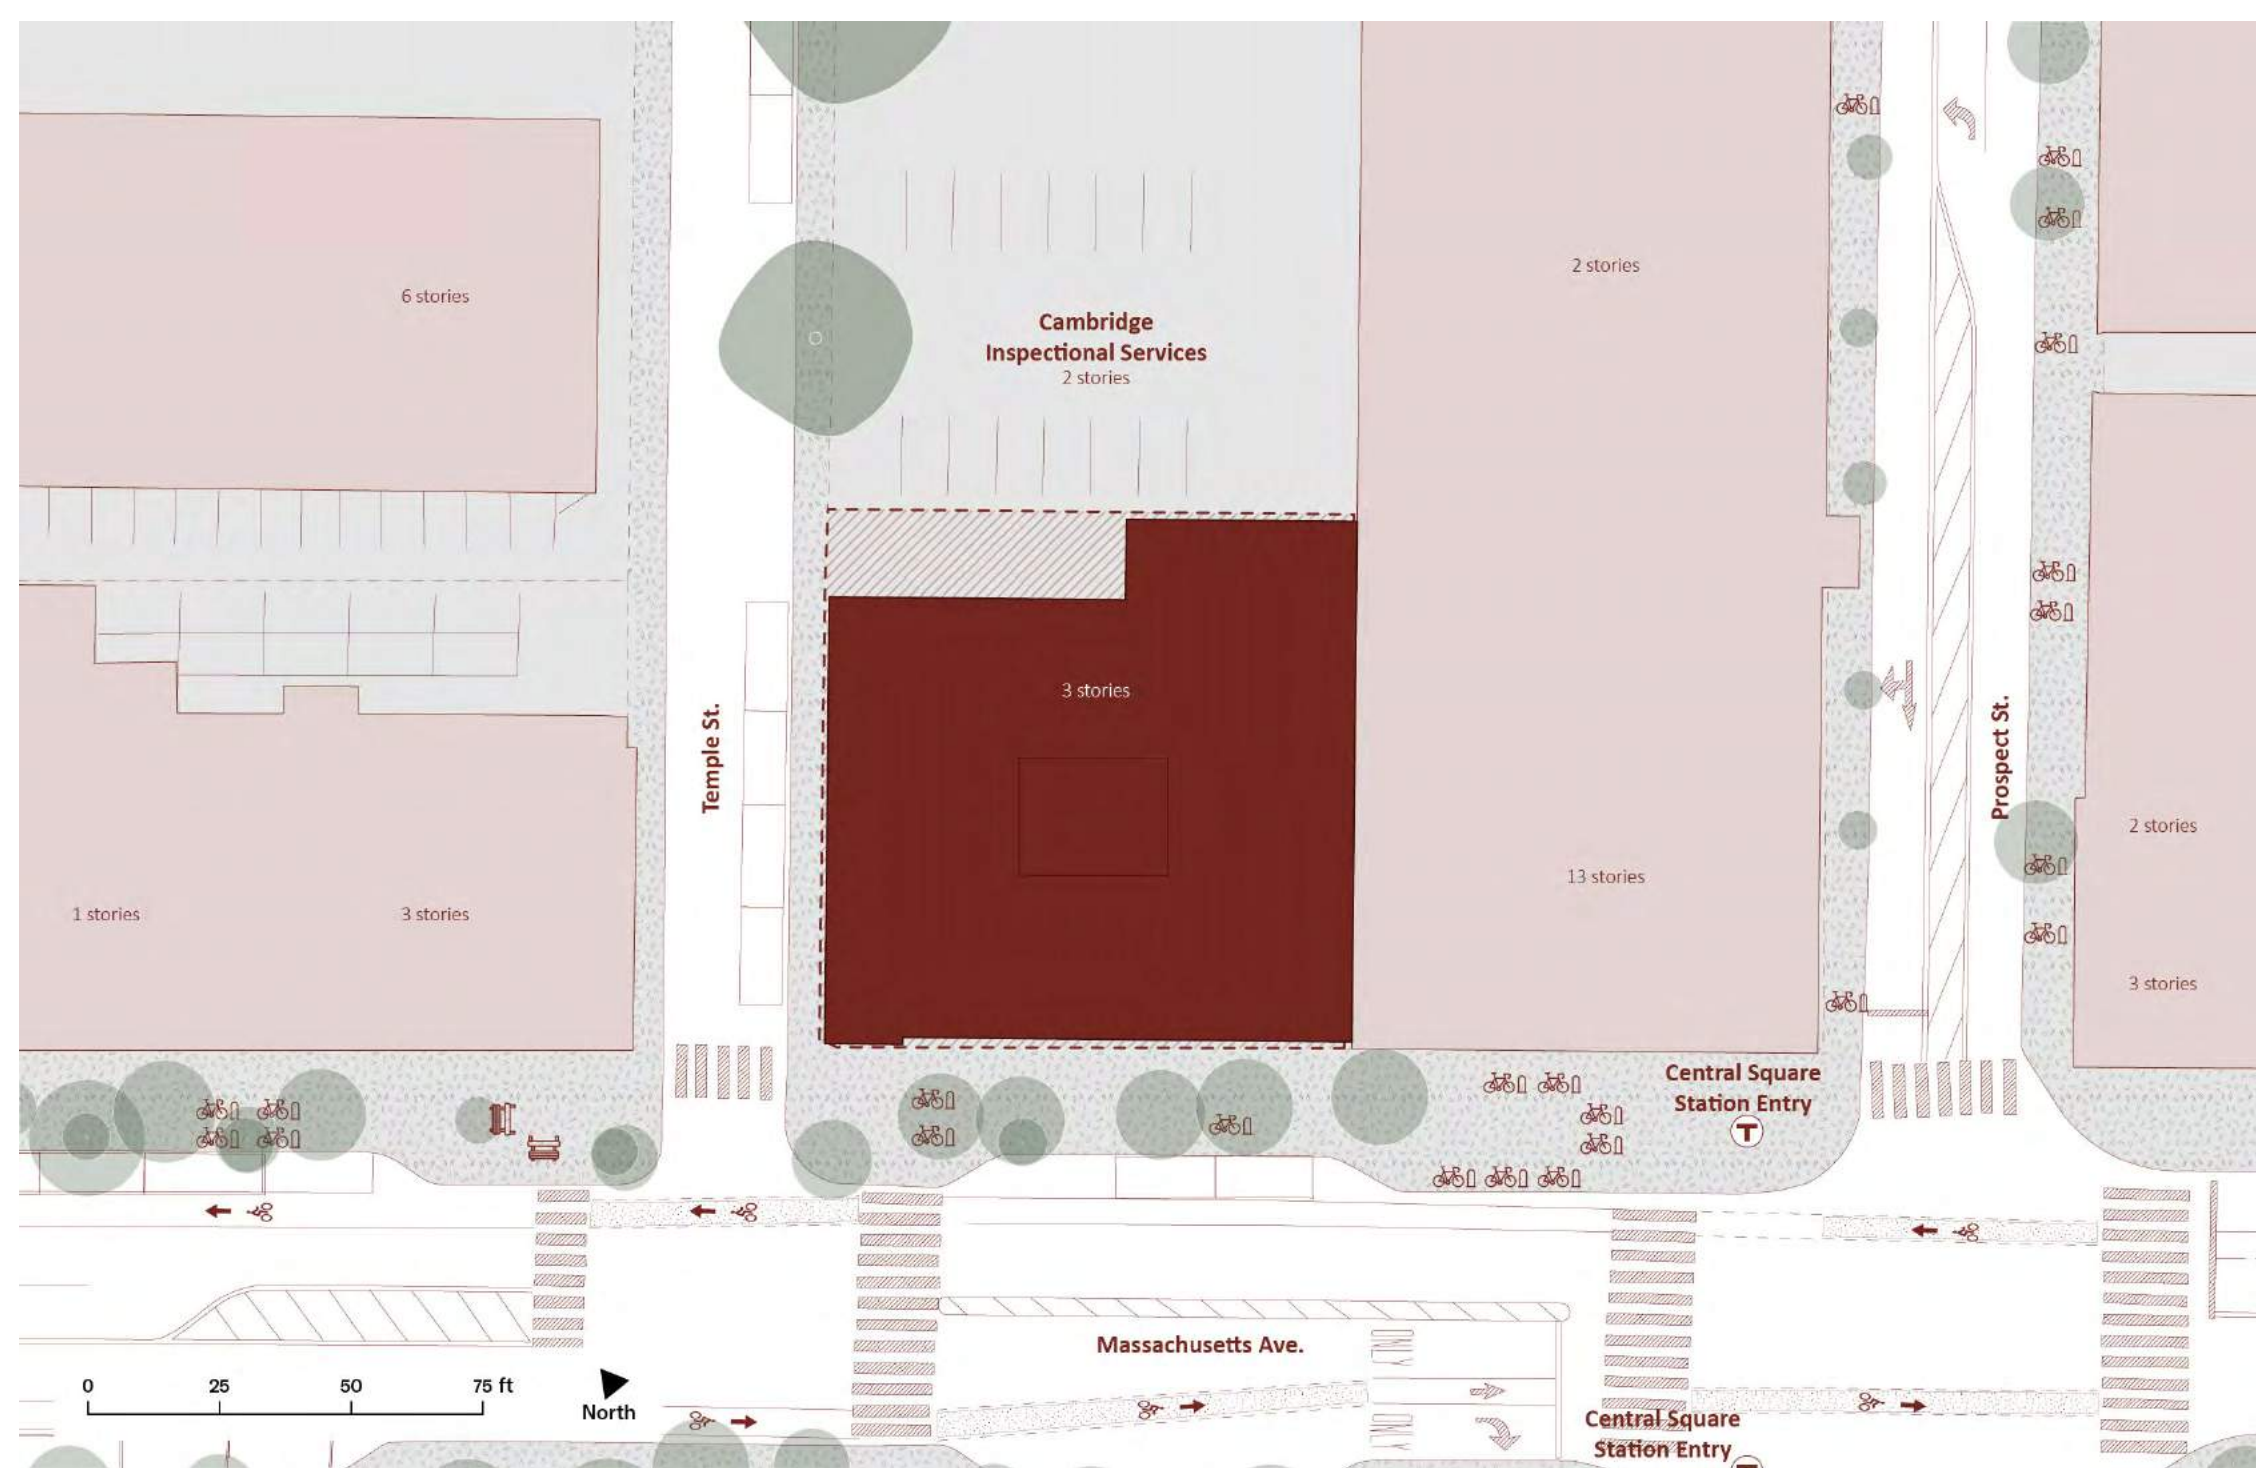 6 stories
2 stories
Cambridge
Inspectional Services
2 stories
3 stories
Temple St.
Prospect St.
2 stories
13 stories
1 stories
3 stories
3 stories
Central Square
Station Entry
T
Massachusetts Ave.
0 25 50 75 ft
North
Central Square
Station Entry